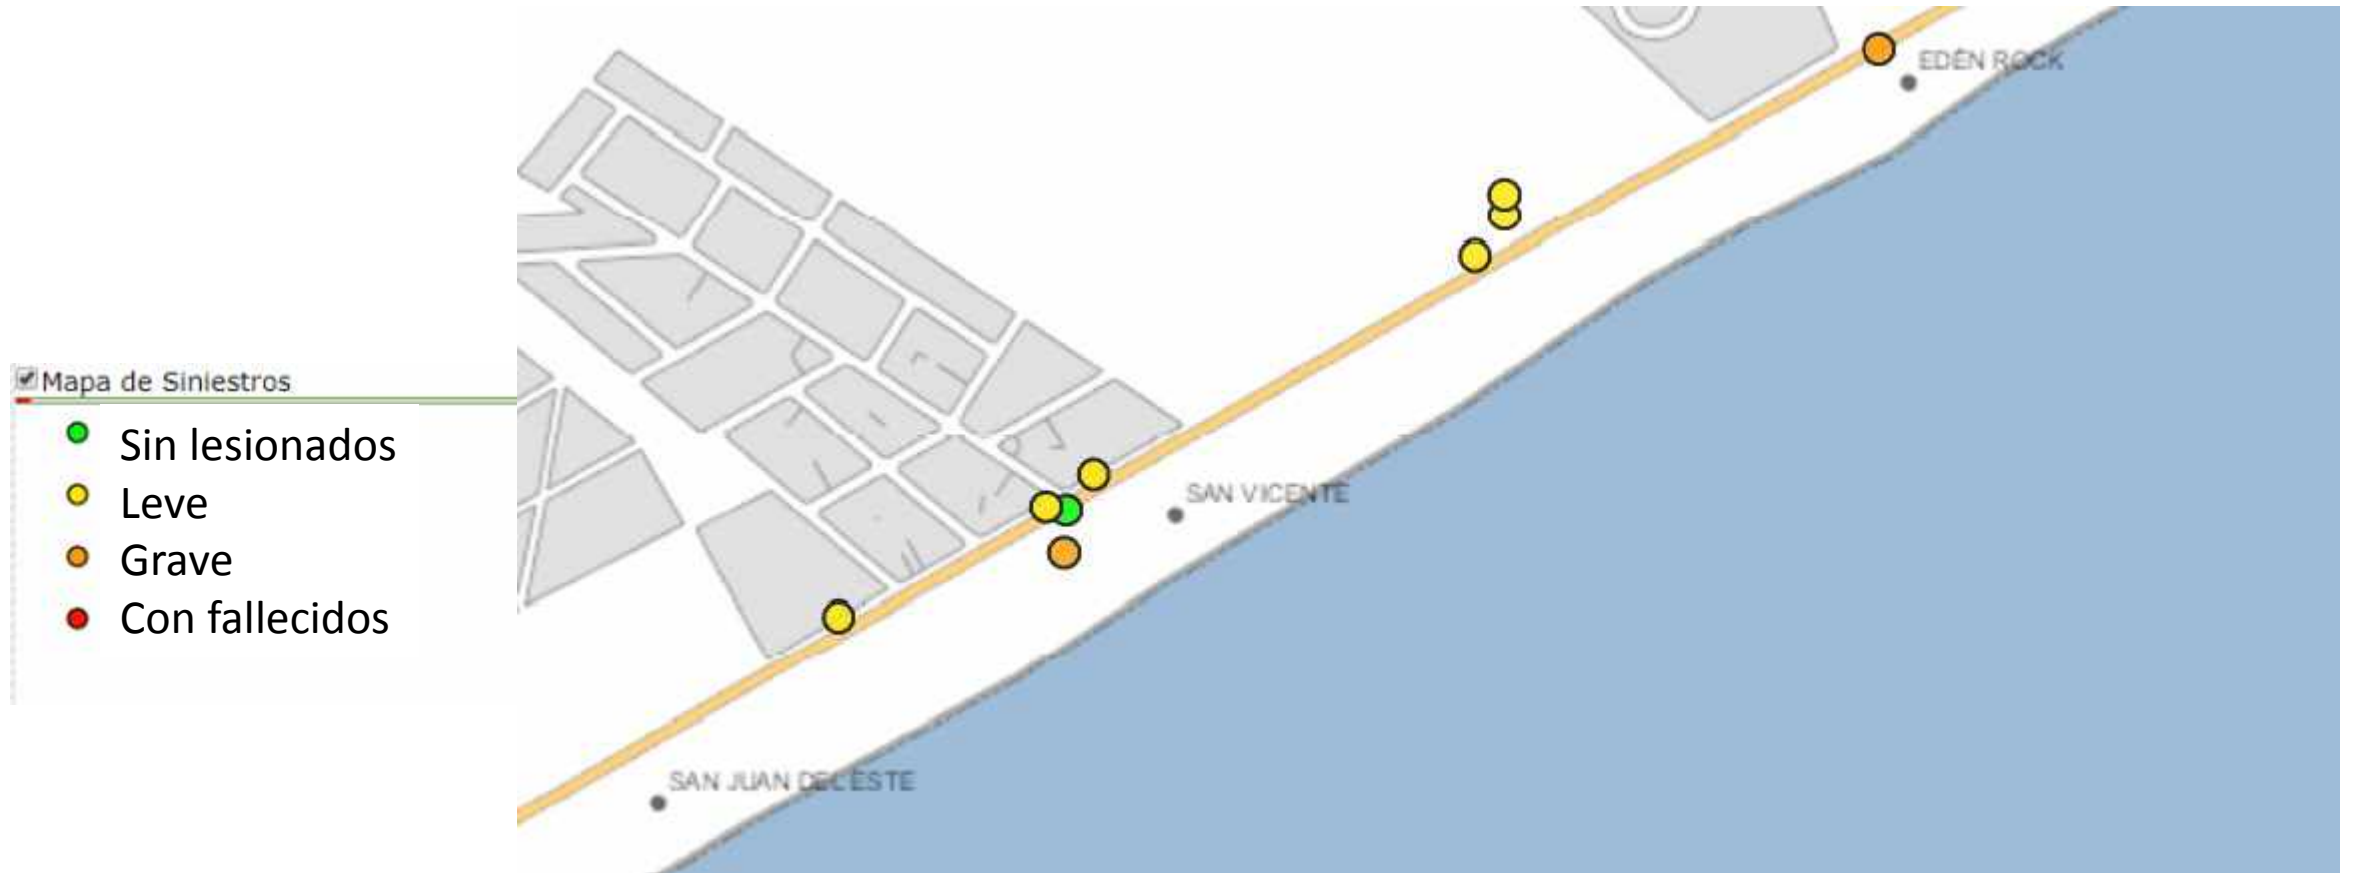 Mapa de Siniestros
Sin lesionados
Leve
Grave
Con fallecidos
EDÉN ROCK
SAN VICENTE
SAN JUAN DEL ESTE